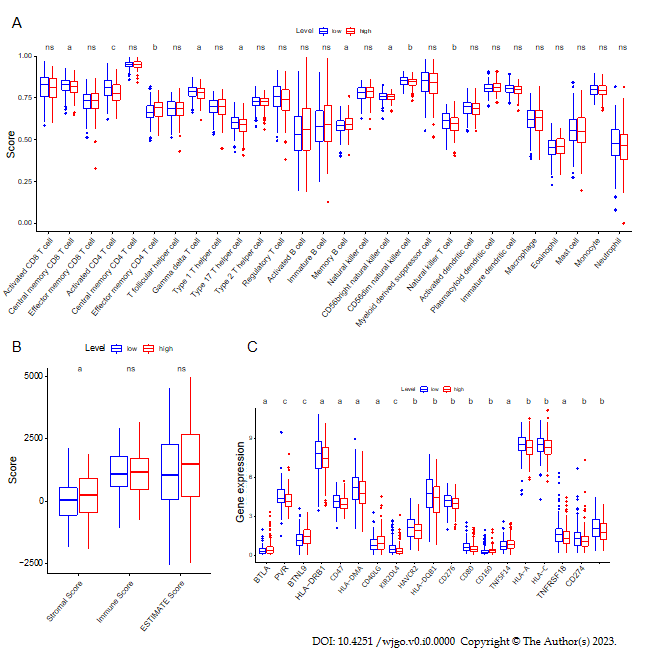 A
Level low high
ns a ns c b ns a ns a ns ns ns a ns a b ns b ns ns ns ns ns ns ns ns
1.00
0.75
0.50
0.25
0.00
Score
Activated CD8 T cell
Central memory CD8 T cell
Effector memory CD8 T cell
Activated CD4 T cell
Central memory CD4 T cell
Effector memory CD4 T cell
T follicular helper cell
Gamma delta T cell
Type 1 T helper cell
Type 17 T helper cell
Type 2 T helper cell
Regulatory T cell
Activated B cell
Immature B cell
Memory B cell
Natural killer cell
CD56bright natural killer cell
CD56dim natural killer cell
Myeloid derived suppressor cell
Natural killer T cell
Activated dendritic cell
Plasmacytoid dendritic cell
Immature dendritic cell
Macrophage
Eosinophil
Mast cell
Monocyte
Neutrophil
B
Level low high
a ns ns
5000
2500
0
-2500
Score
Stromal Score
Immune Score
ESTIMATE Score
C
Level low high
a c c a a a c b b b b b a a b a b b
9
6
3
0
Gene expression
BTLA
PVR
BTNL9
HLA-DRB1
CD47
HLA-DMA
CD40LG
KIR2DL4
HAVCR2
HLA-DQB1
CD276
CD80
CD160
TNFSF14
HLA-A
HLA-C
TNFRSF18
CD274
DOI: 10.4251 /wjgo.v0.i0.0000 Copyright © The Author(s) 2023.